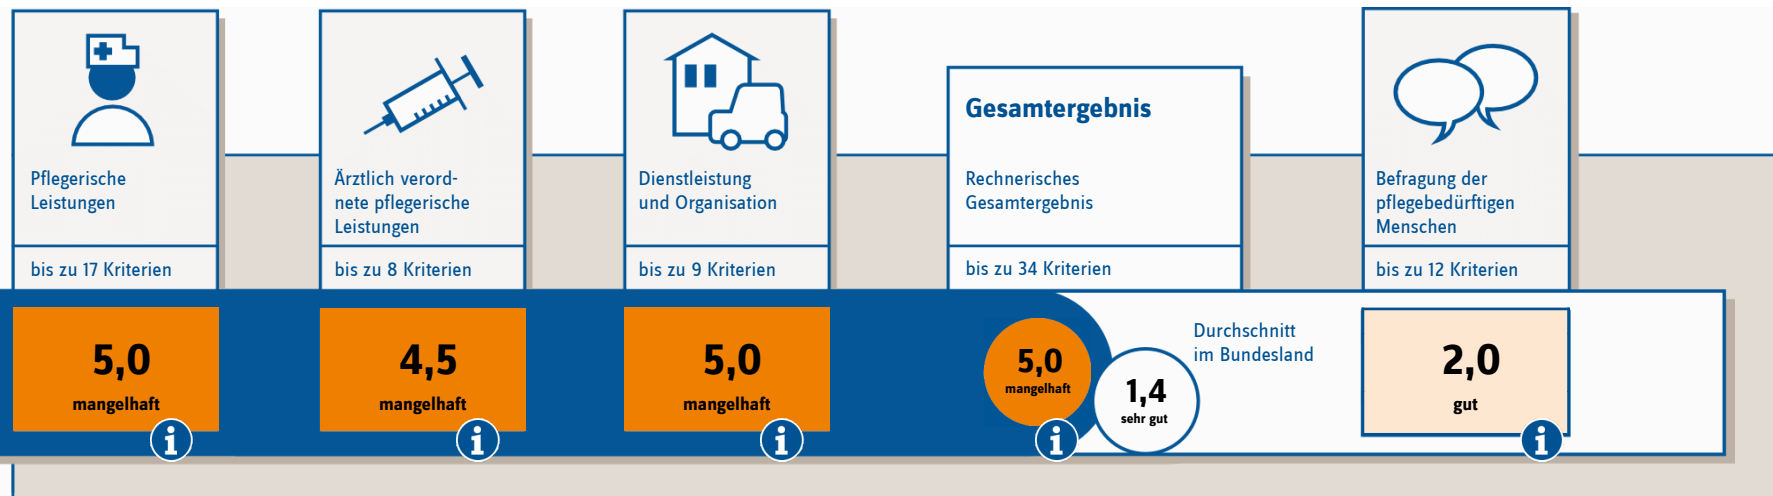 Pflegerische
Leistungen
bis zu 17 Kriterien
5,0
mangelhaft
i
Ärztlich verord-
nete pflegerische
Leistungen
bis zu 8 Kriterien
4,5
mangelhaft
i
Dienstleistung
und Organisation
bis zu 9 Kriterien
5,0
mangelhaft
i
Gesamtergebnis
Rechnerisches
Gesamtergebnis
bis zu 34 Kriterien
5,0
mangelhaft
i
1,4
sehr gut
Durchschnitt
im Bundesland
Befragung der
pflegebedürftigen
Menschen
bis zu 12 Kriterien
2,0
gut
i